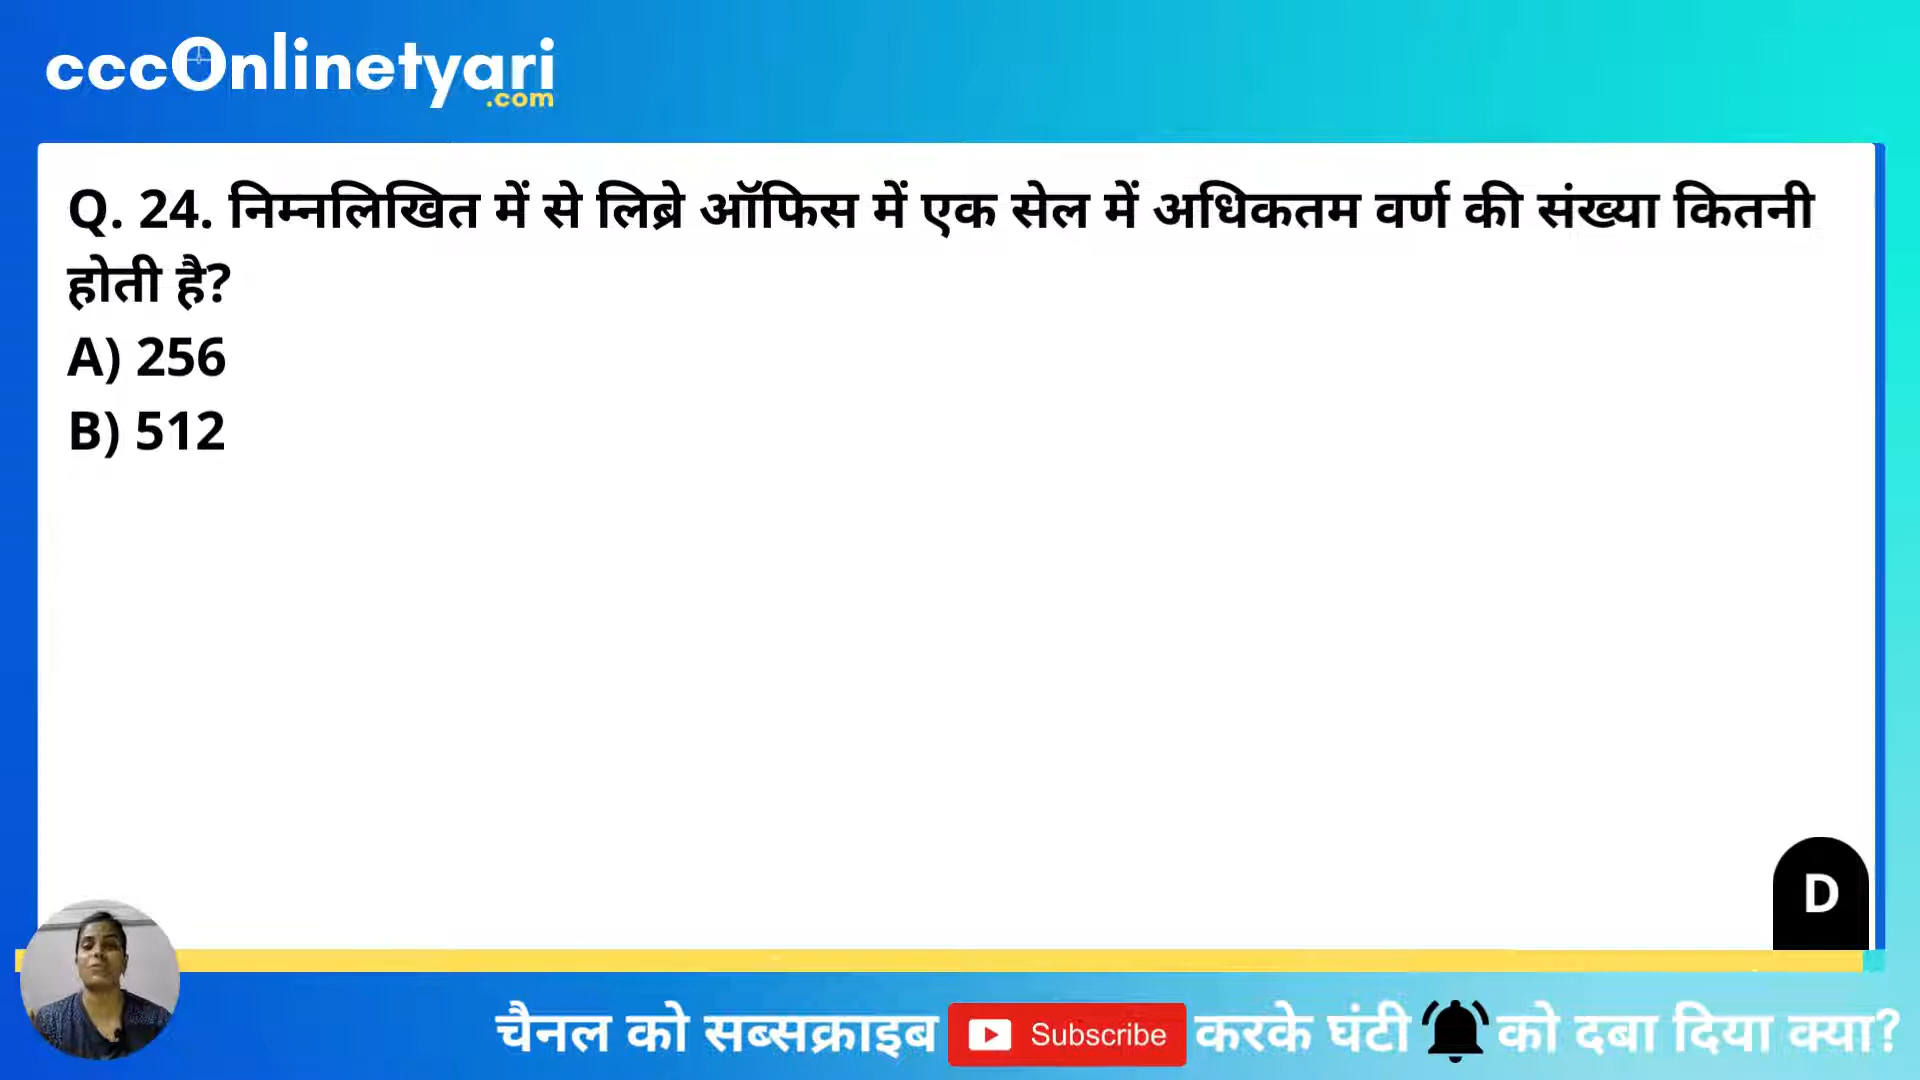 cccOnlinetyari
.com
Q. 24. निम्नलिखित में से लिब्रे ऑफिस में एक सेल में अधिकतम वर्ण की संख्या कितनी
होती है?
A) 256
B) 512
D
चैनल को सब्सक्राइब Subscribe करके घंटी को दबा दिया क्या?